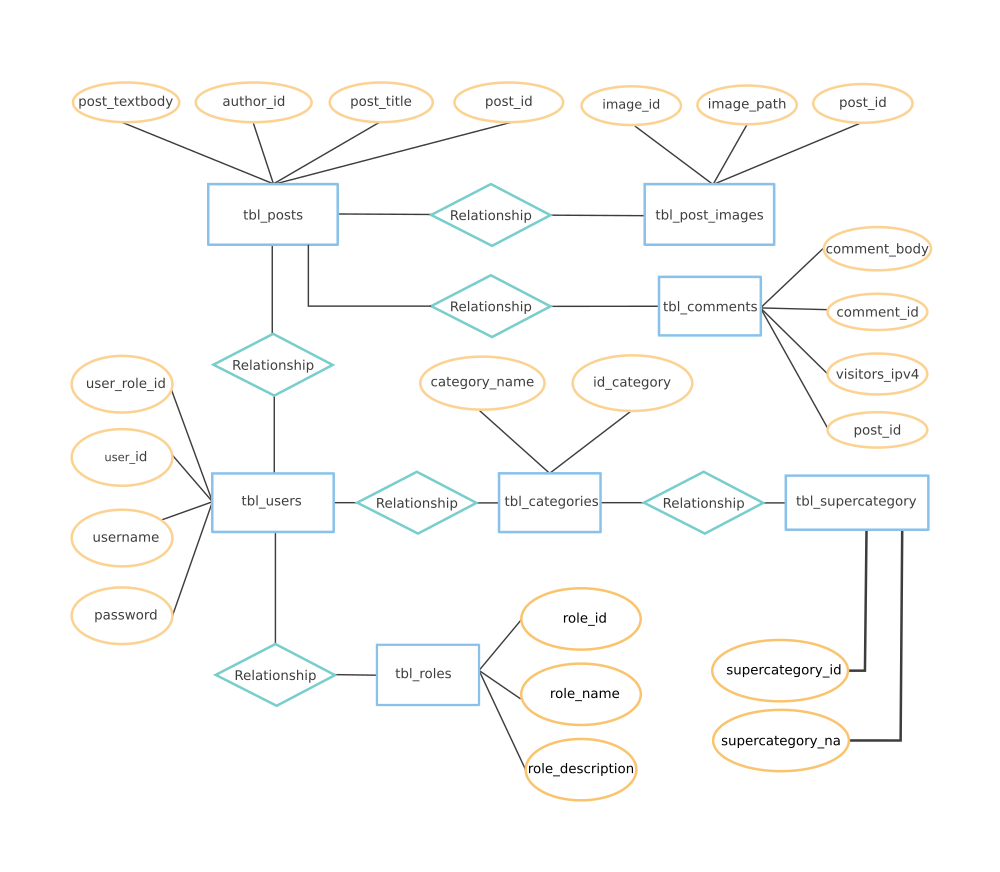 post_textbody
author_id
post_title
post_id
image_id
image_path
post_id
tbl_posts
Relationship
tbl_post_images
comment_body
Relationship
tbl_comments
comment_id
Relationship
user_role_id
category_name
id_category
visitors_ipv4
post_id
user_id
tbl_users
Relationship
tbl_categories
Relationship
tbl_supercategory
username
password
role_id
Relationship
tbl_roles
supercategory_id
role_name
supercategory_na
role_description